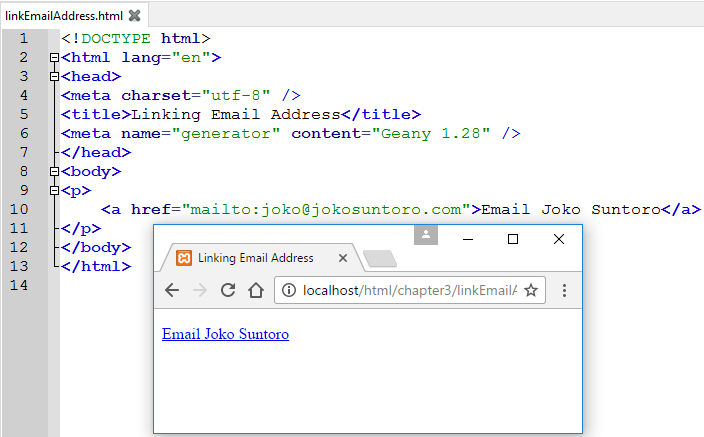 linkEmailAddress.html
1 <!DOCTYPE html>
2 <html lang="en">
3 <head>
4 <meta charset="utf-8" />
5 <title>Linking Email Address</title>
6 <meta name="generator" content="Geany 1.28" />
7 </head>
8 <body>
9 <p>
10 <a href="mailto:joko@jokosuntoro.com">Email Joko Suntoro</a>
11 </p>
12 </body>
13 </html>
14
Linking Email Address
localhost/html/chapter3/linkEmailA
Email Joko Suntoro